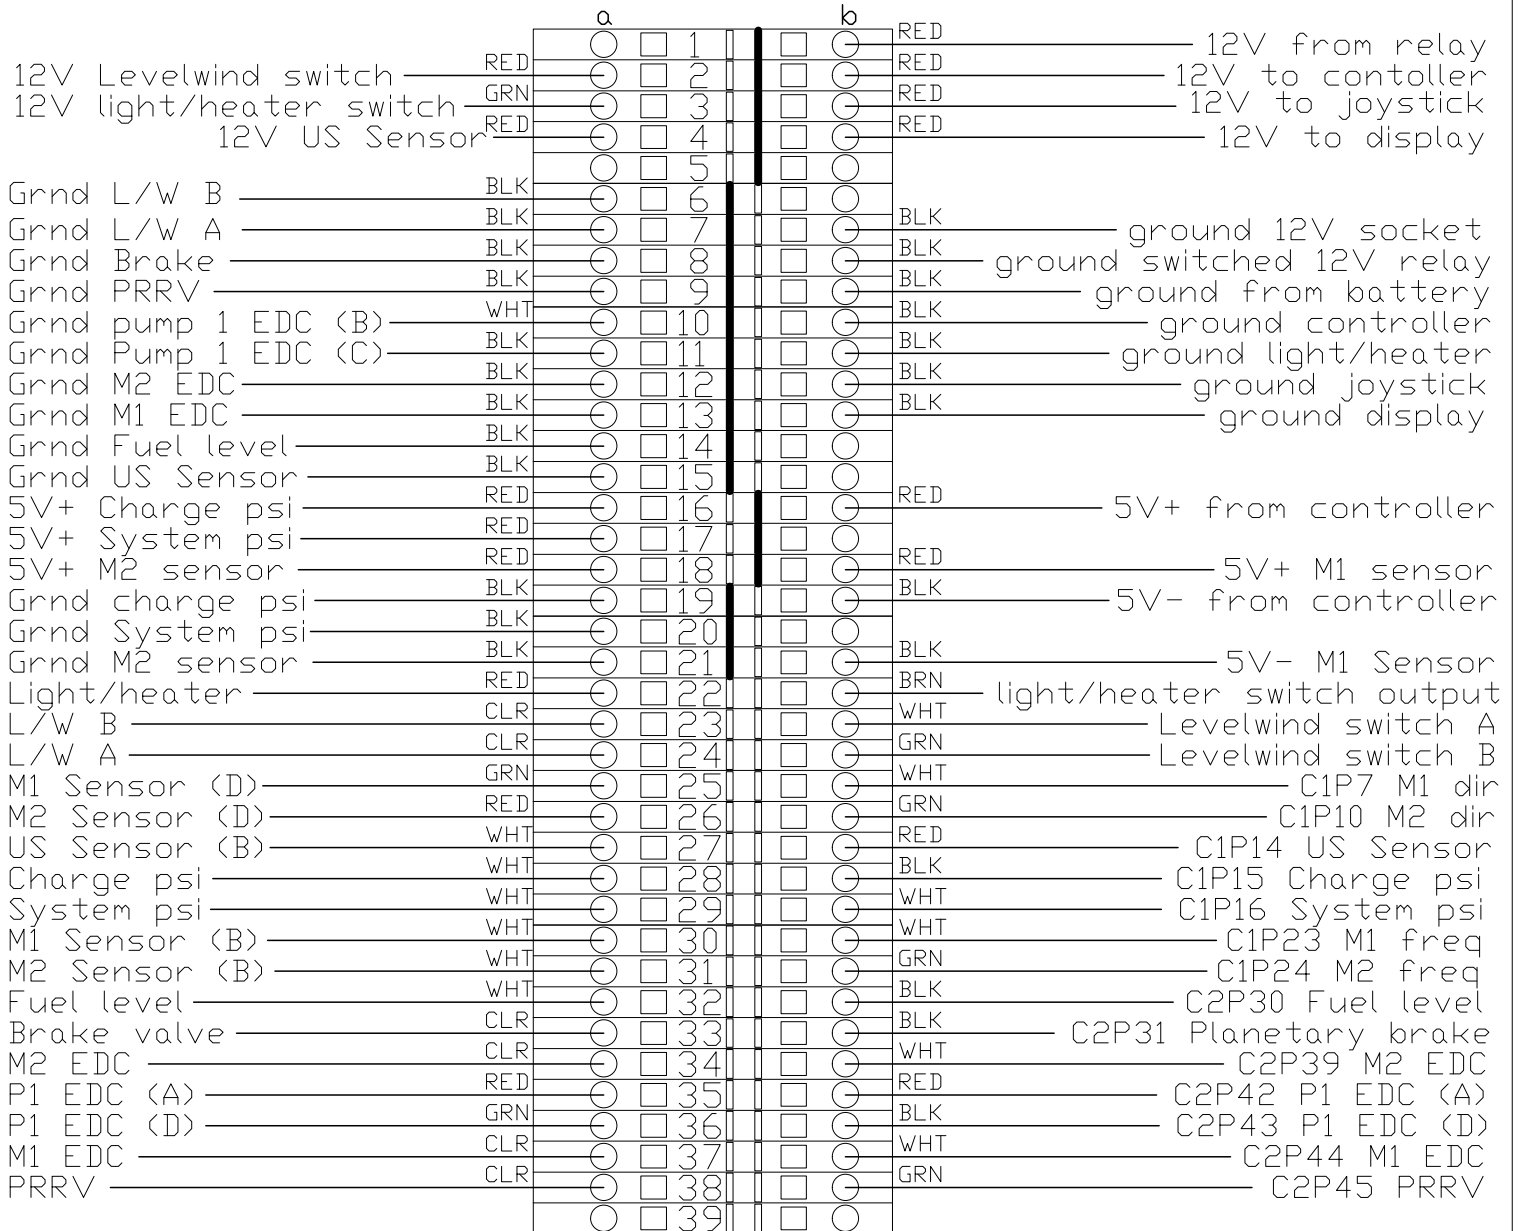 a b
RED 1 12V from relay
12V Levelwind switch RED 2 RED 12V to contoller
12V light/heater switch GRN 3 RED 12V to joystick
12V US Sensor RED 4 RED 12V to display
5
Grnd L/W B BLK 6
Grnd L/W A BLK 7 BLK ground 12V socket
Grnd Brake BLK 8 BLK ground switched 12V relay
Grnd PRRV BLK 9 BLK ground from battery
Grnd pump 1 EDC (B) WHT 10 BLK ground controller
Grnd Pump 1 EDC (C) BLK 11 BLK ground light/heater
Grnd M2 EDC BLK 12 BLK ground joystick
Grnd M1 EDC BLK 13 BLK ground display
Grnd Fuel level BLK 14
Grnd US Sensor BLK 15
5V+ Charge psi RED 16 RED 5V+ from controller
5V+ System psi RED 17
5V+ M2 sensor RED 18 RED 5V+ M1 sensor
Grnd charge psi BLK 19 BLK 5V- from controller
Grnd System psi BLK 20
Grnd M2 sensor BLK 21 BLK 5V- M1 Sensor
Light/heater RED 22 BRN light/heater switch output
L/W B CLR 23 WHT Levelwind switch A
L/W A CLR 24 GRN Levelwind switch B
M1 Sensor (D) GRN 25 WHT C1P7 M1 dir
M2 Sensor (D) RED 26 GRN C1P10 M2 dir
US Sensor (B) WHT 27 RED C1P14 US Sensor
Charge psi WHT 28 BLK C1P15 Charge psi
System psi WHT 29 WHT C1P16 System psi
M1 Sensor (B) WHT 30 WHT C1P23 M1 freq
M2 Sensor (B) WHT 31 GRN C1P24 M2 freq
Fuel level WHT 32 BLK C2P30 Fuel level
Brake valve CLR 33 BLK C2P31 Planetary brake
M2 EDC CLR 34 WHT C2P39 M2 EDC
P1 EDC (A) RED 35 RED C2P42 P1 EDC (A)
P1 EDC (D) GRN 36 BLK C2P43 P1 EDC (D)
M1 EDC CLR 37 WHT C2P44 M1 EDC
PRRV CLR 38 GRN C2P45 PRRV
39